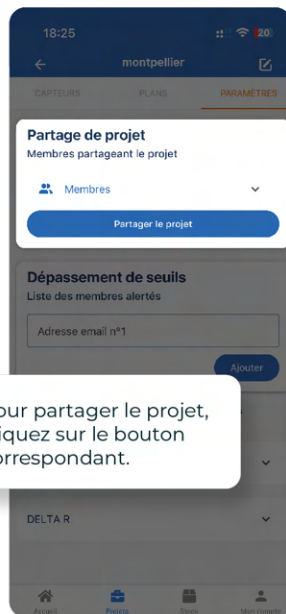 18:25
20
montpellier
CAPTEURS PLANS PARAMÈTRES
Partage de projet
Membres partageant le projet
Membres
Partager le projet
Dépassement de seuils
Liste des membres alertés
Adresse email n°1
Ajouter
our partager le projet,
iquez sur le bouton
orrespondant.
DELTA R
Accueil Projets Stock Mon compte